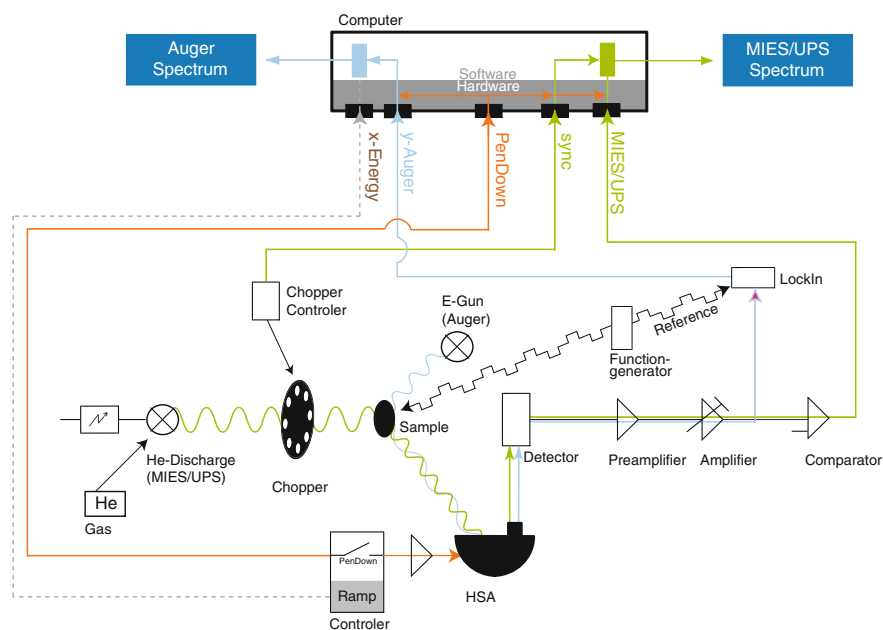 Computer
Auger
Spectrum
MIES/UPS
Spectrum
Software
Hardware
x-Energy
y-Auger
PenDown
sync
MIES/UPS
Chopper
Controler
E-Gun
(Auger)
LockIn
Reference
Function-
generator
Sample
He-Discharge
(MIES/UPS)
Chopper
Detector
Preamplifier
Amplifier
Comparator
He
Gas
PenDown
Ramp
Controler
HSA